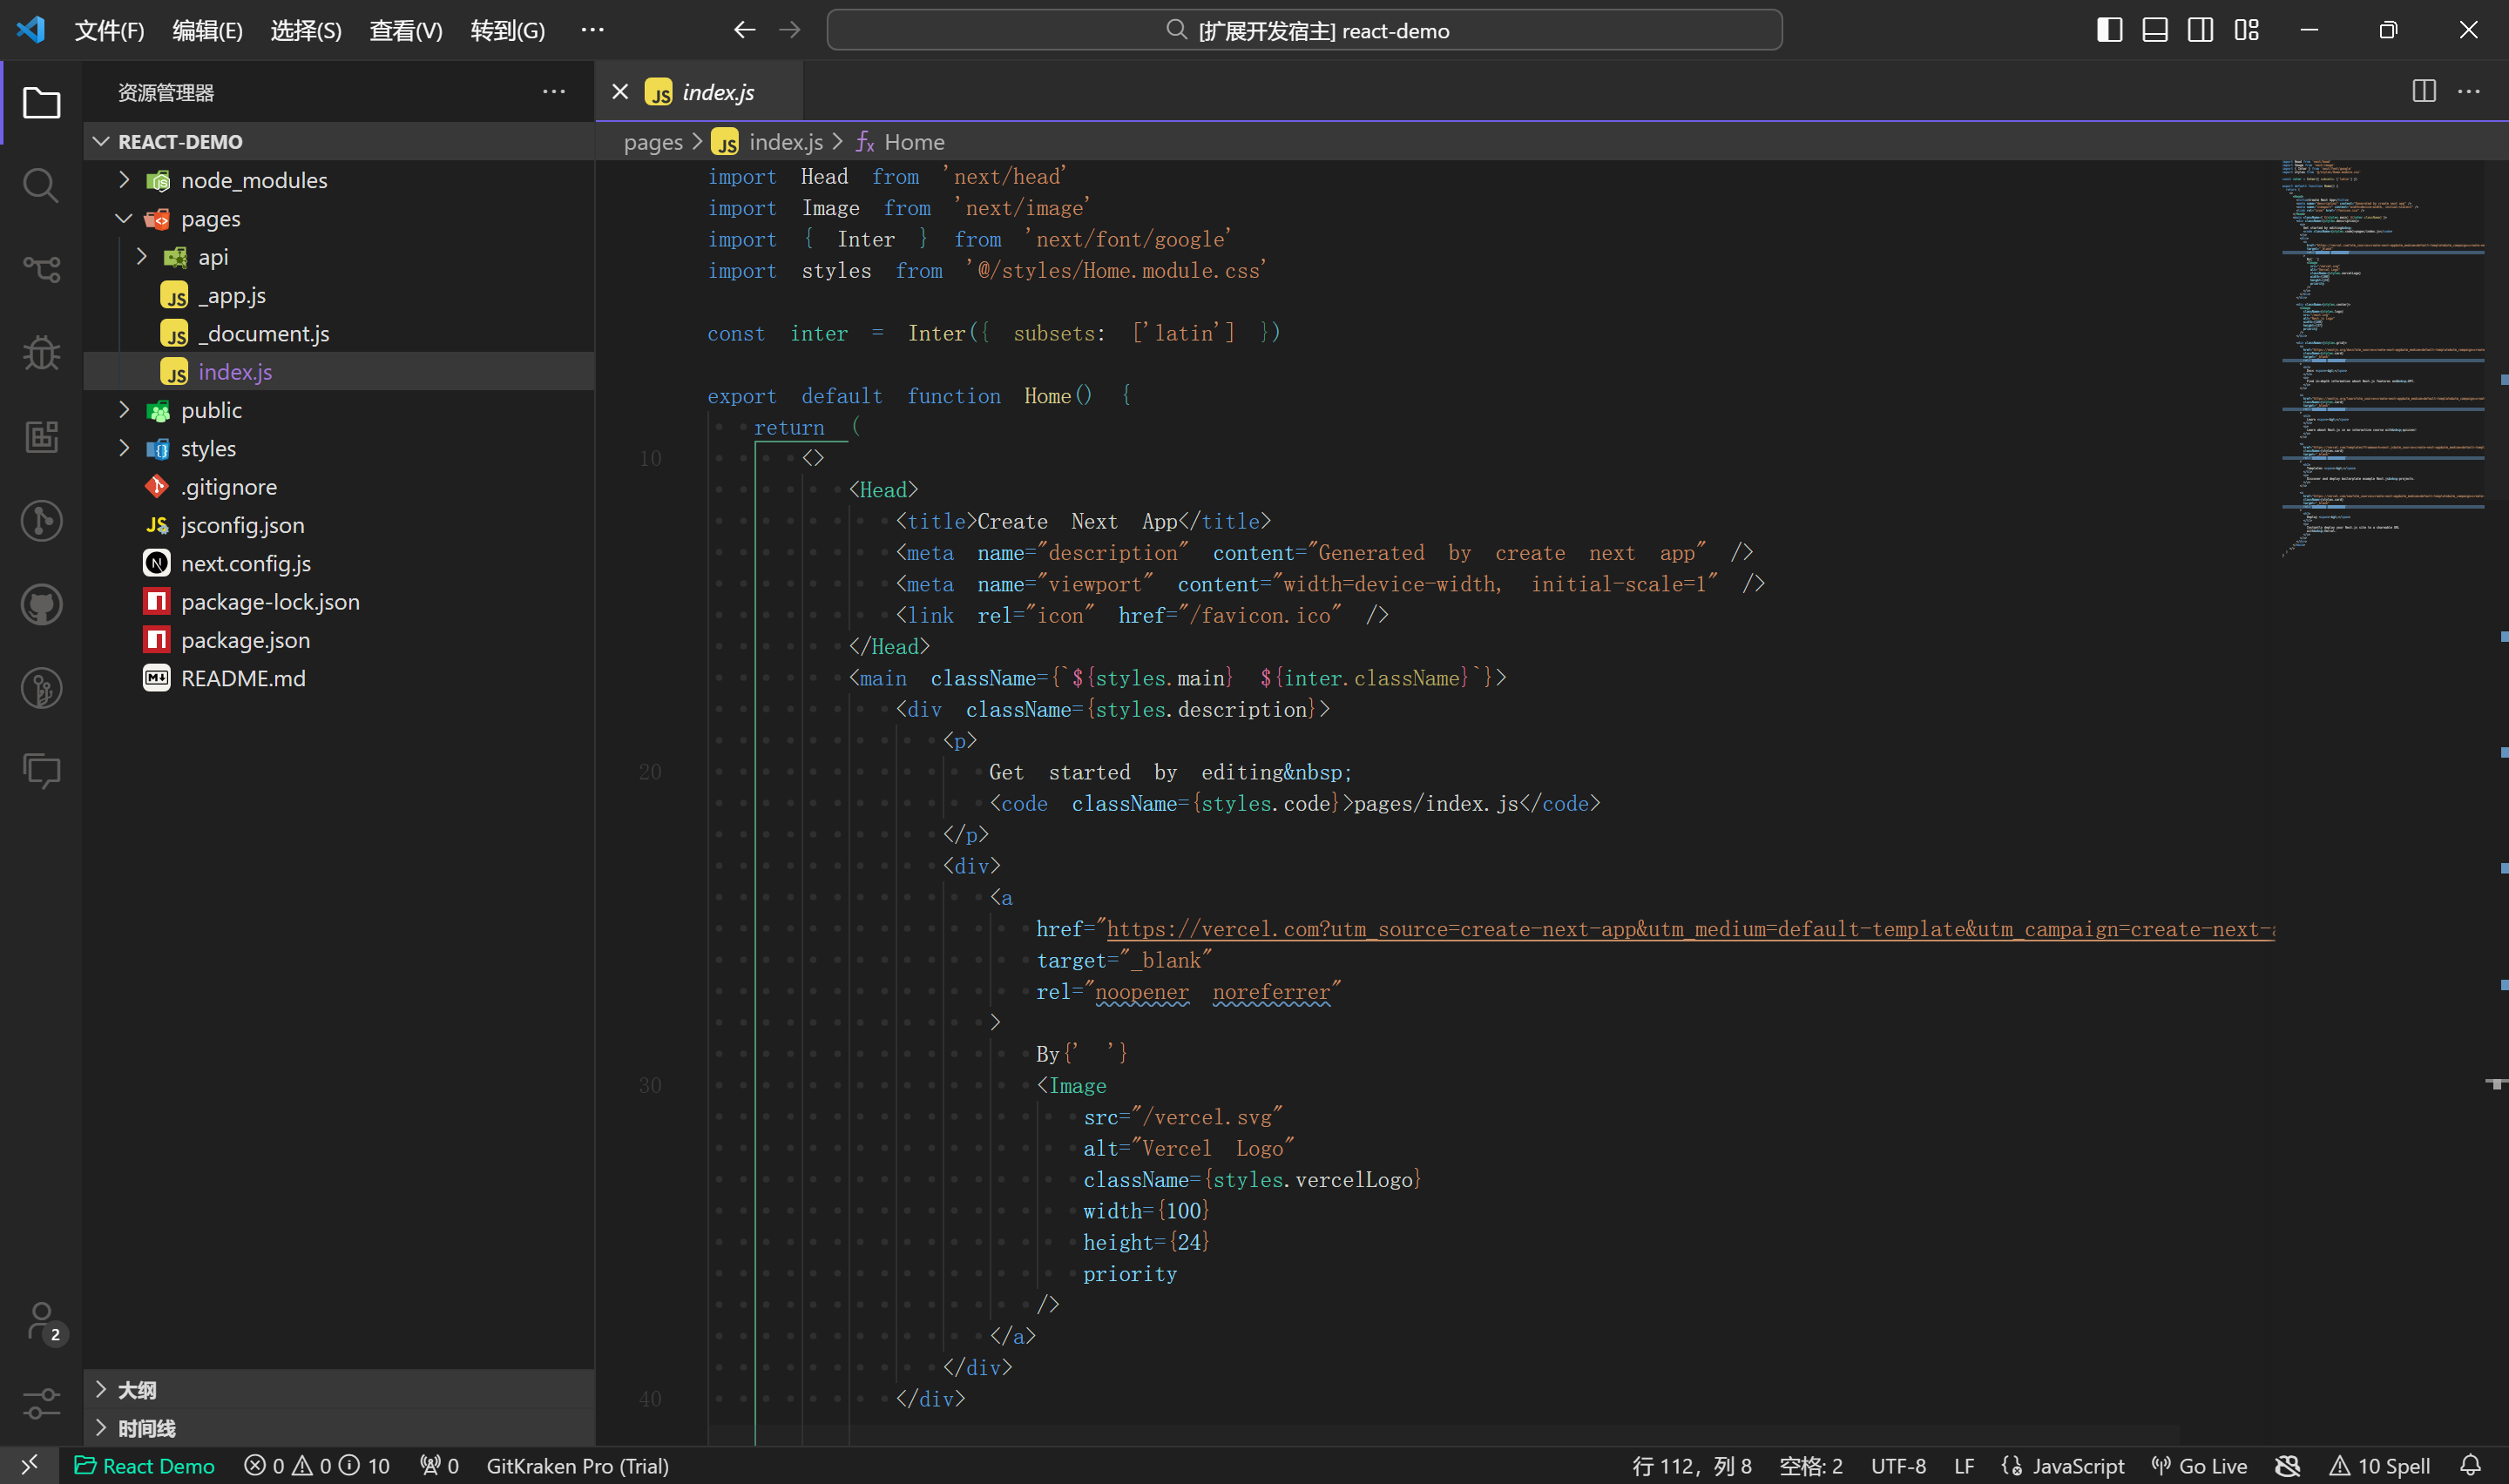 文件(F) 编辑(E) 选择(S) 查看(V) 转到(G) ··· [扩展开发宿主] react-demo
资源管理器 ···
REACT-DEMO
node_modules
pages
api
JS _app.js
JS _document.js
JS index.js
public
styles
.gitignore
JS jsconfig.json
N next.config.js
package-lock.json
package.json
M README.md
大纲
时间线
2
JS index.js
pages > JS index.js > fx Home
import Head from 'next/head'
import Image from 'next/image'
import { Inter } from 'next/font/google'
import styles from '@/styles/Home.module.css'
const inter = Inter({ subsets: ['latin'] })
export default function Home() {
return (
10 <>
<Head>
<title>Create Next App</title>
<meta name="description" content="Generated by create next app" />
<meta name="viewport" content="width=device-width, initial-scale=1" />
<link rel="icon" href="/favicon.ico" />
</Head>
<main className={`${styles.main} ${inter.className}`}>
<div className={styles.description}>
<p>
20 Get started by editing&nbsp;
<code className={styles.code}>pages/index.js</code>
</p>
<div>
<a
href="https://vercel.com?utm_source=create-next-app&utm_medium=default-template&utm_campaign=create-next-a
target="_blank"
rel="noopener noreferrer"
>
By{' '}
30 <Image
src="/vercel.svg"
alt="Vercel Logo"
className={styles.vercelLogo}
width={100}
height={24}
priority
/>
</a>
</div>
40 </div>
React Demo 0 0 10 0 GitKraken Pro (Trial) 行 112，列 8 空格: 2 UTF-8 LF JavaScript Go Live 10 Spell